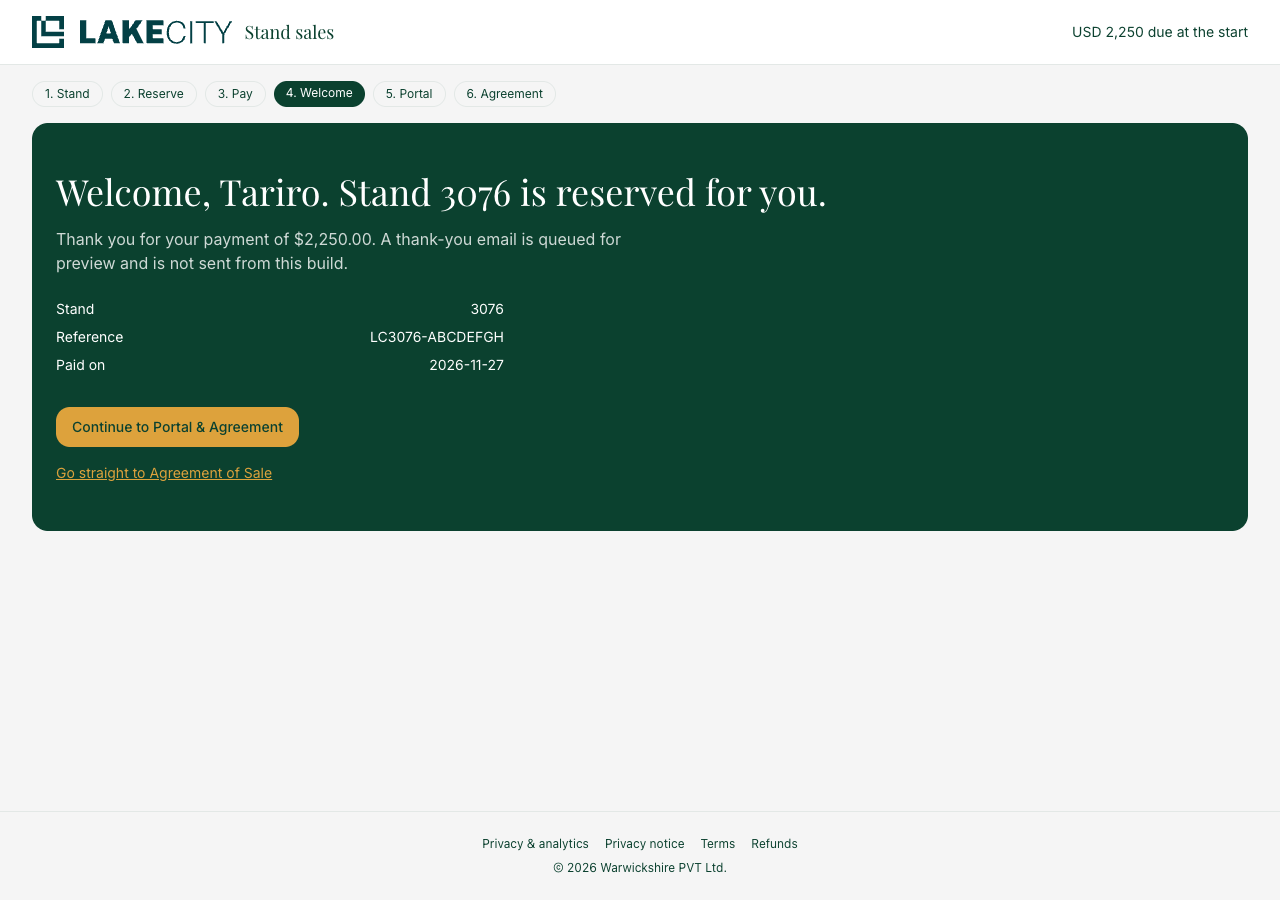 LAKECITY Stand sales
USD 2,250 due at the start
1. Stand
2. Reserve
3. Pay
4. Welcome
5. Portal
6. Agreement
Welcome, Tariro. Stand 3076 is reserved for you.
Thank you for your payment of $2,250.00. A thank-you email is queued for
preview and is not sent from this build.
Stand 3076
Reference LC3076-ABCDEFGH
Paid on 2026-11-27
Continue to Portal & Agreement
Go straight to Agreement of Sale
Privacy & analytics Privacy notice Terms Refunds
© 2026 Warwickshire PVT Ltd.